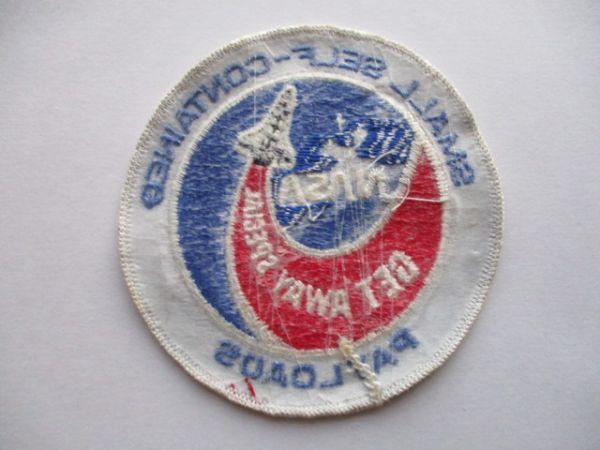 SMALL SELF-CONTAINED
NASA
GET AWAY SPECIAL
PAYLOADS